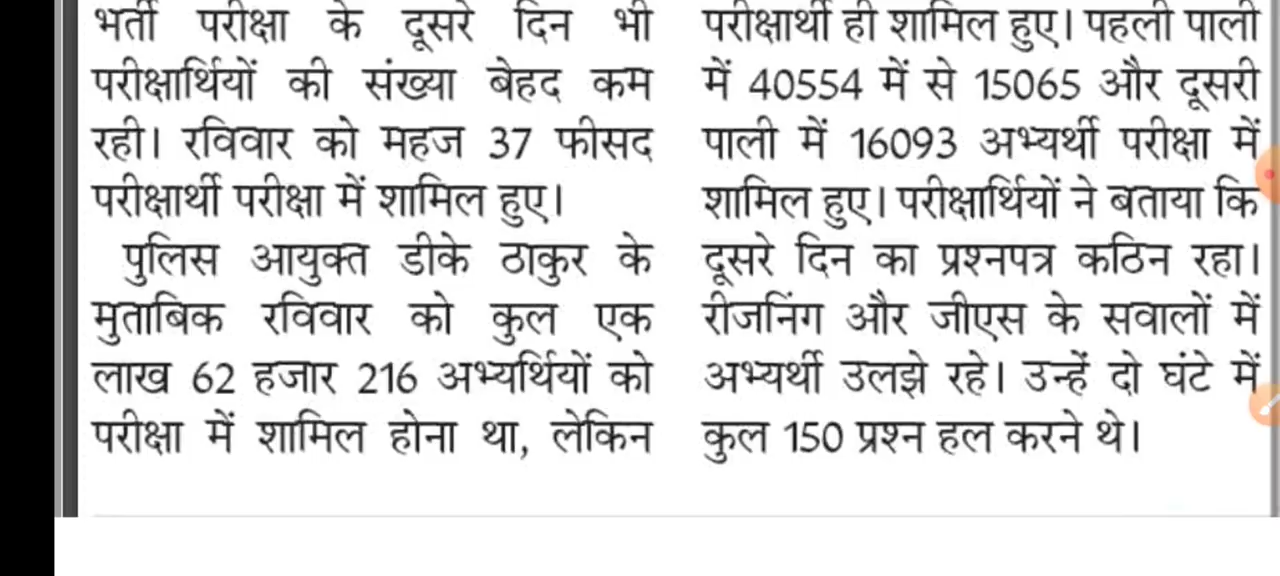 भर्ती परीक्षा के दूसरे दिन भी
परीक्षार्थियों की संख्या बेहद कम
रही। रविवार को महज 37 फीसद
परीक्षार्थी परीक्षा में शामिल हुए।
पुलिस आयुक्त डीके ठाकुर के
मुताबिक रविवार को कुल एक
लाख 62 हजार 216 अभ्यर्थियों को
परीक्षा में शामिल होना था, लेकिन
परीक्षार्थी ही शामिल हुए। पहली पाली
में 40554 में से 15065 और दूसरी
पाली में 16093 अभ्यर्थी परीक्षा में
शामिल हुए। परीक्षार्थियों ने बताया कि
दूसरे दिन का प्रश्नपत्र कठिन रहा।
रीजनिंग और जीएस के सवालों में
अभ्यर्थी उलझे रहे। उन्हें दो घंटे में
कुल 150 प्रश्न हल करने थे।